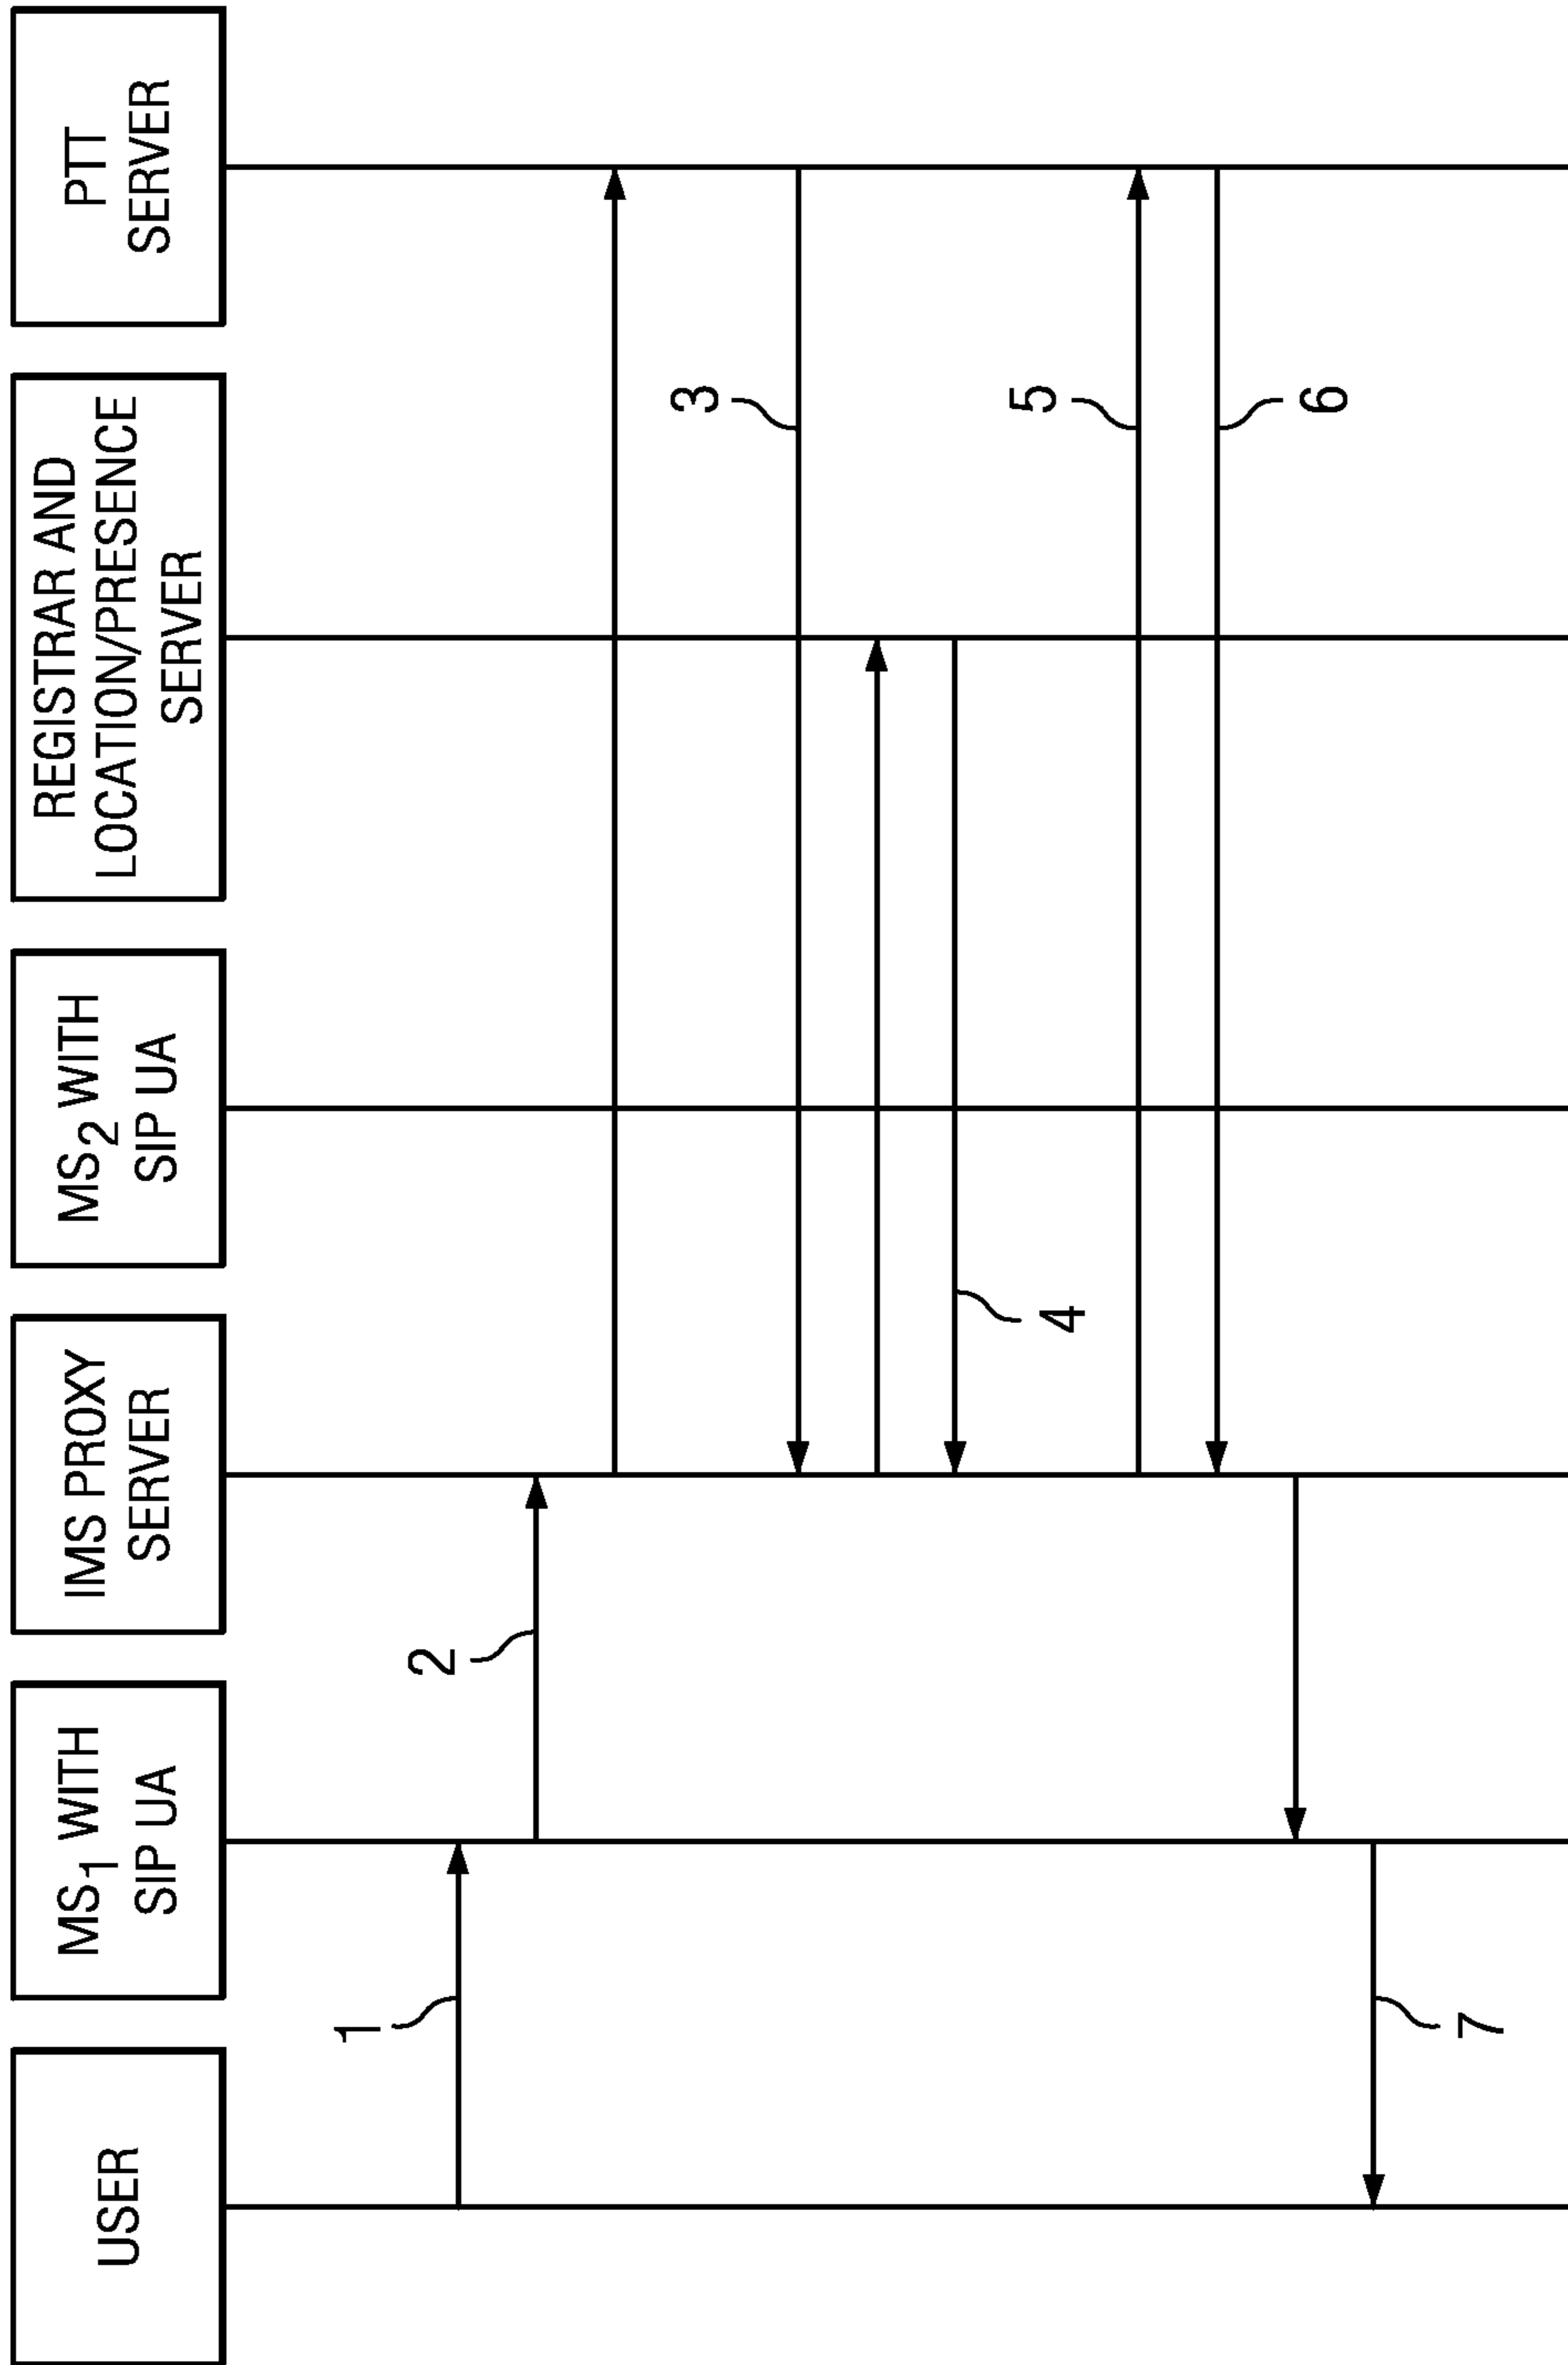 USER
MS1 WITH
SIP UA
IMS PROXY
SERVER
MS2 WITH
SIP UA
REGISTRAR AND
LOCATION/PRESENCE
SERVER
PTT
SERVER
1
2
3
4
5
6
7